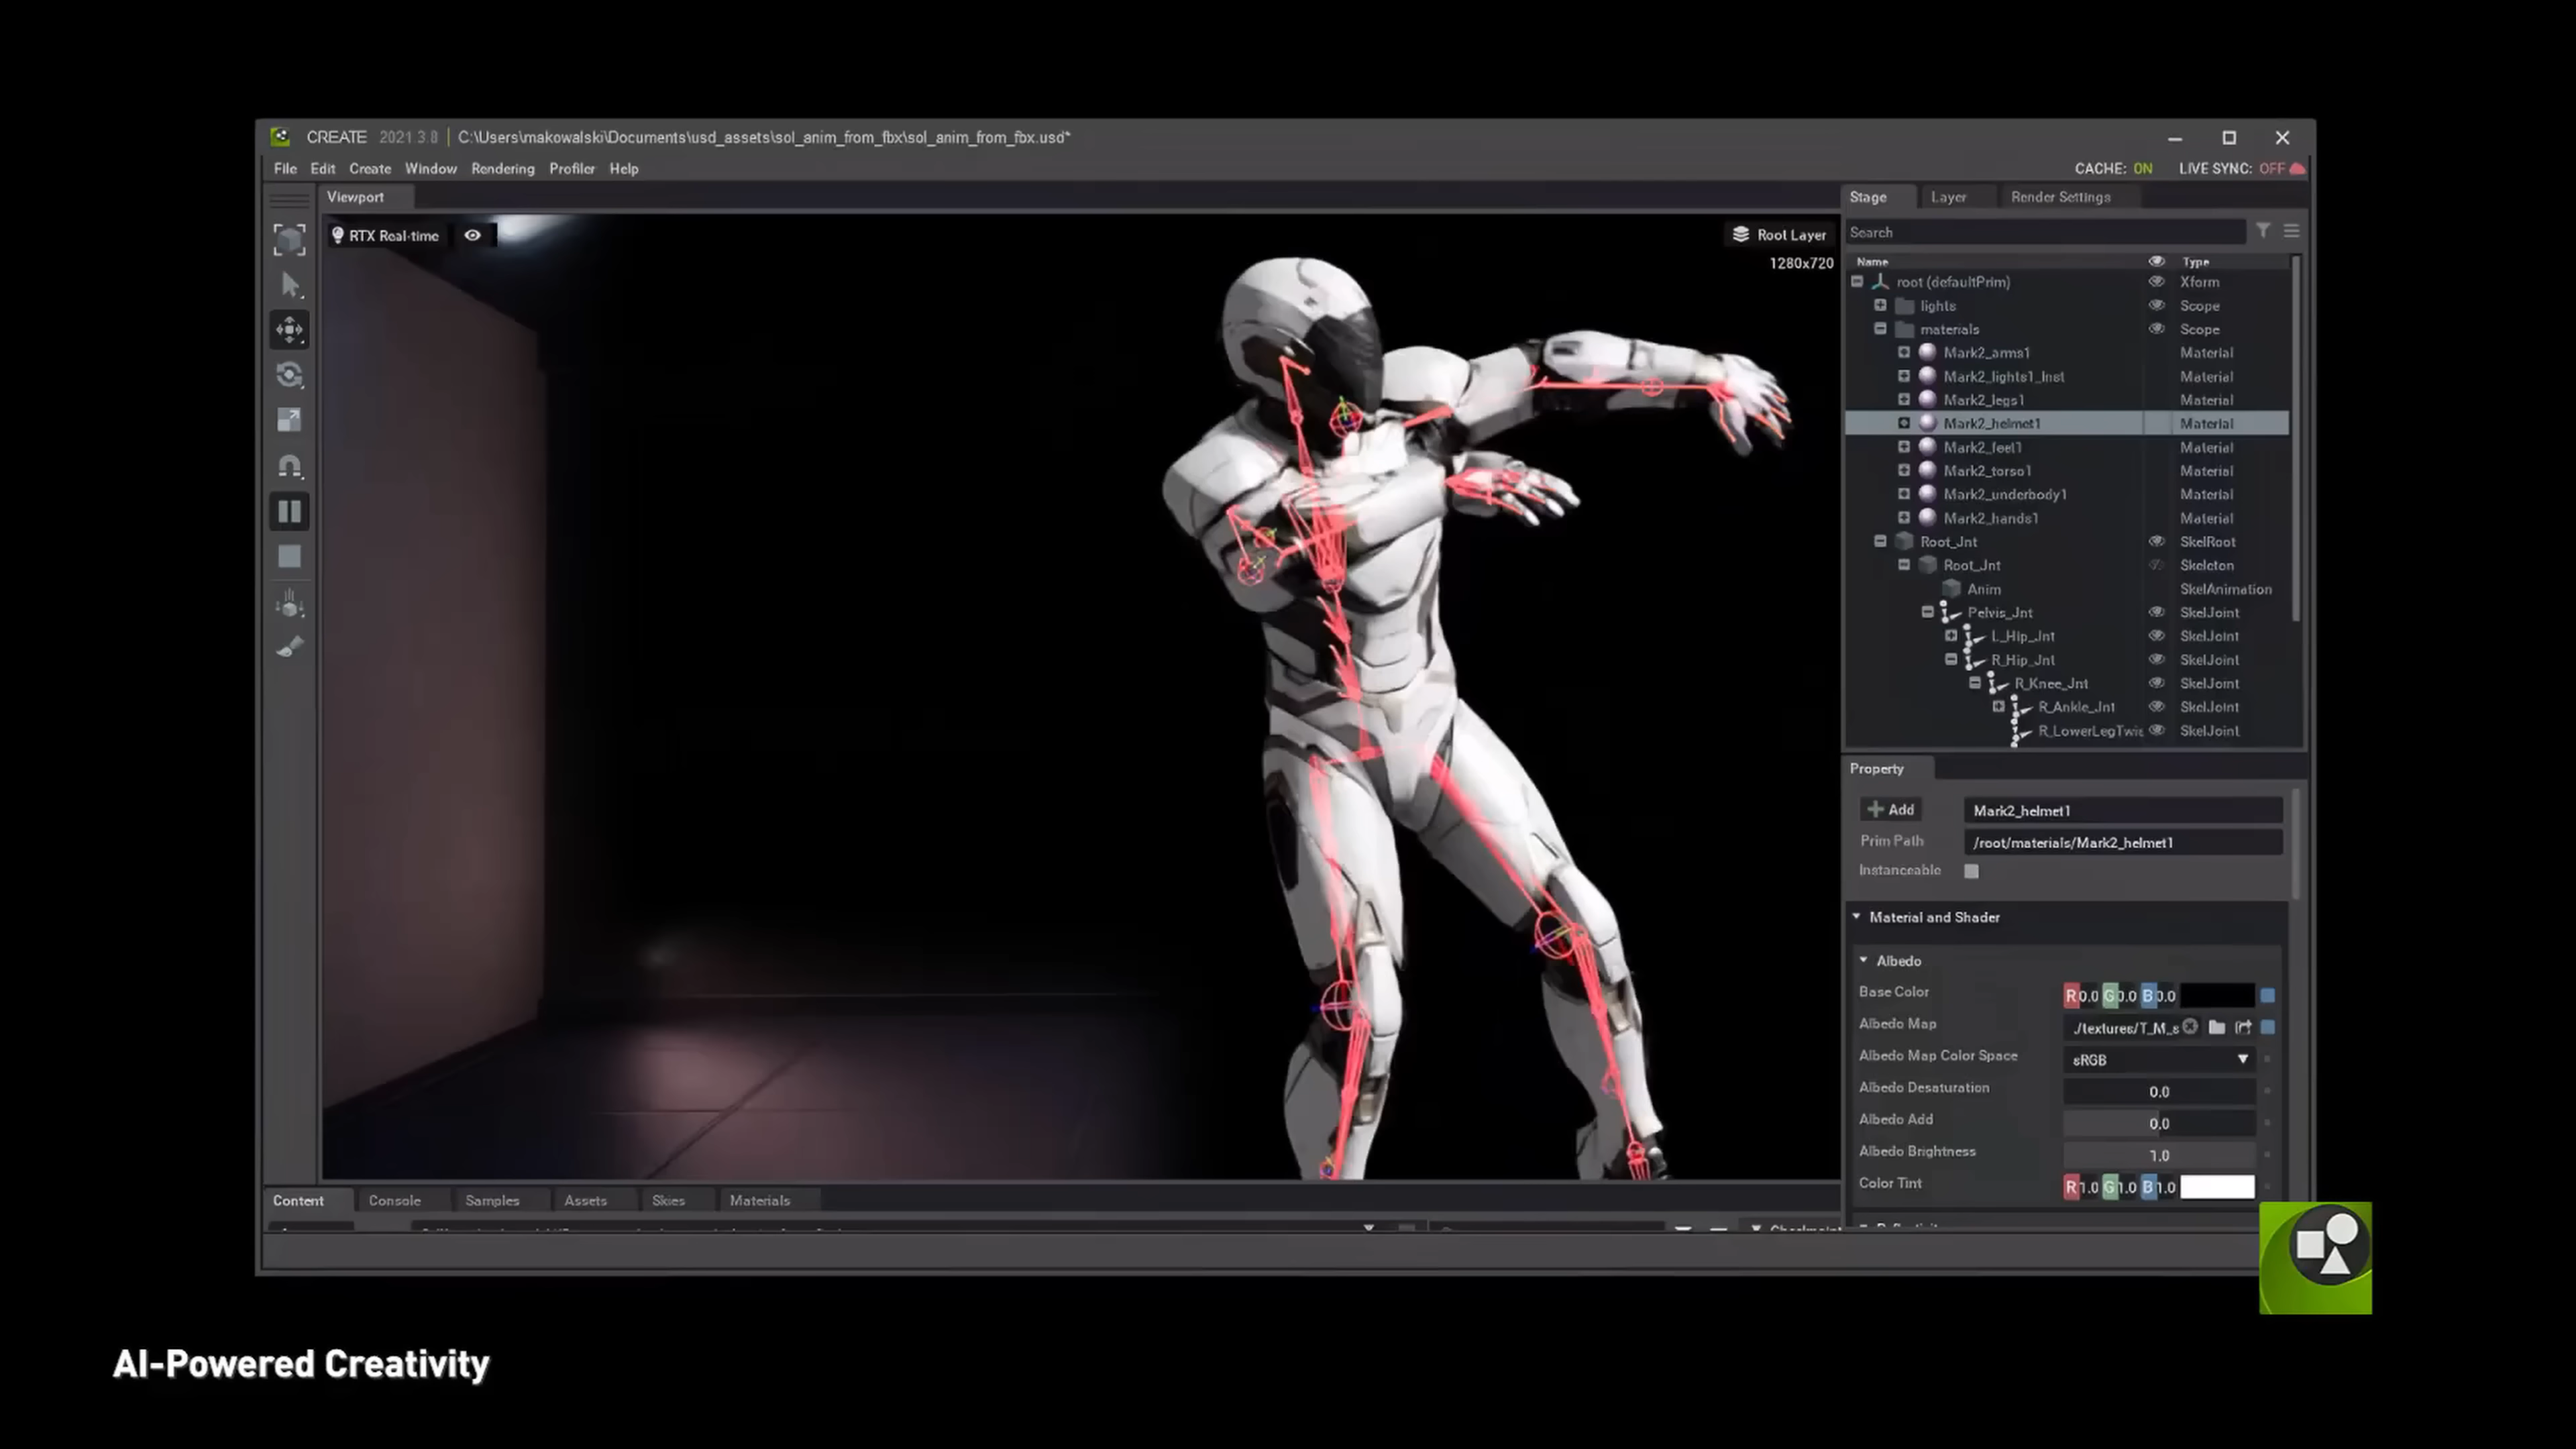 CREATE 2021.3.8 | C:\Users\makowalski\Documents\usd_assets\sol_anim_from_fbx\sol_anim_from_fbx.usd*
File Edit Create Window Rendering Profiler Help
CACHE: ON LIVE SYNC: OFF
Viewport
RTX Real-time
Root Layer
1280x720
Stage Layer Render Settings
Search
Name Type
root (defaultPrim) Xform
lights Scope
materials Scope
Mark2_arms1 Material
Mark2_lights1_Inst Material
Mark2_legs1 Material
Mark2_helmet1 Material
Mark2_feet1 Material
Mark2_torso1 Material
Mark2_underbody1 Material
Mark2_hands1 Material
Root_Jnt SkelRoot
Root_Jnt Skeleton
Anim SkelAnimation
Pelvis_Jnt SkelJoint
L_Hip_Jnt SkelJoint
R_Hip_Jnt SkelJoint
R_Knee_Jnt SkelJoint
R_Ankle_Jnt SkelJoint
R_LowerLegTwis SkelJoint
Property
Add Mark2_helmet1
Prim Path /root/materials/Mark2_helmet1
Instanceable
Material and Shader
Albedo
Base Color R 0.0 G 0.0 B 0.0
Albedo Map ./textures/T_M_s
Albedo Map Color Space sRGB
Albedo Desaturation 0.0
Albedo Add 0.0
Albedo Brightness 1.0
Color Tint R 1.0 G 1.0 B 1.0
Content Console Samples Assets Skies Materials
AI-Powered Creativity